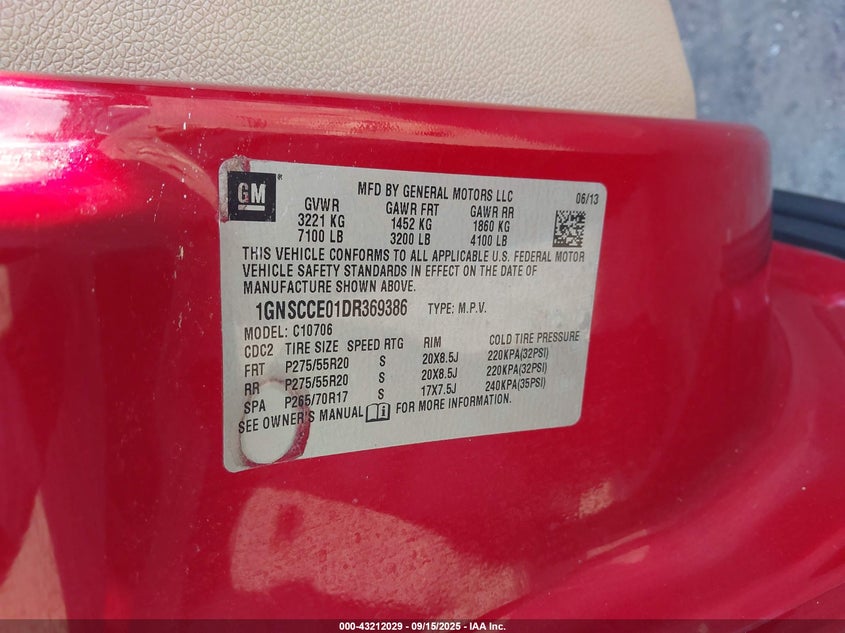 GM
MFD BY GENERAL MOTORS LLC 06/13
GVWR GAWR FRT GAWR RR
3221 KG 1452 KG 1860 KG
7100 LB 3200 LB 4100 LB
THIS VEHICLE CONFORMS TO ALL APPLICABLE U.S. FEDERAL MOTOR
VEHICLE SAFETY STANDARDS IN EFFECT ON THE DATE OF
MANUFACTURE SHOWN ABOVE.
1GNSCCE01DR369386 TYPE: M.P.V.
MODEL: C10706
CDC2 TIRE SIZE SPEED RTG RIM COLD TIRE PRESSURE
FRT P275/55R20 S 20X8.5J 220KPA(32PSI)
RR P275/55R20 S 20X8.5J 220KPA(32PSI)
SPA P265/70R17 S 17X7.5J 240KPA(35PSI)
SEE OWNER'S MANUAL FOR MORE INFORMATION.
000-43212029 - 09/15/2025 - IAA Inc.